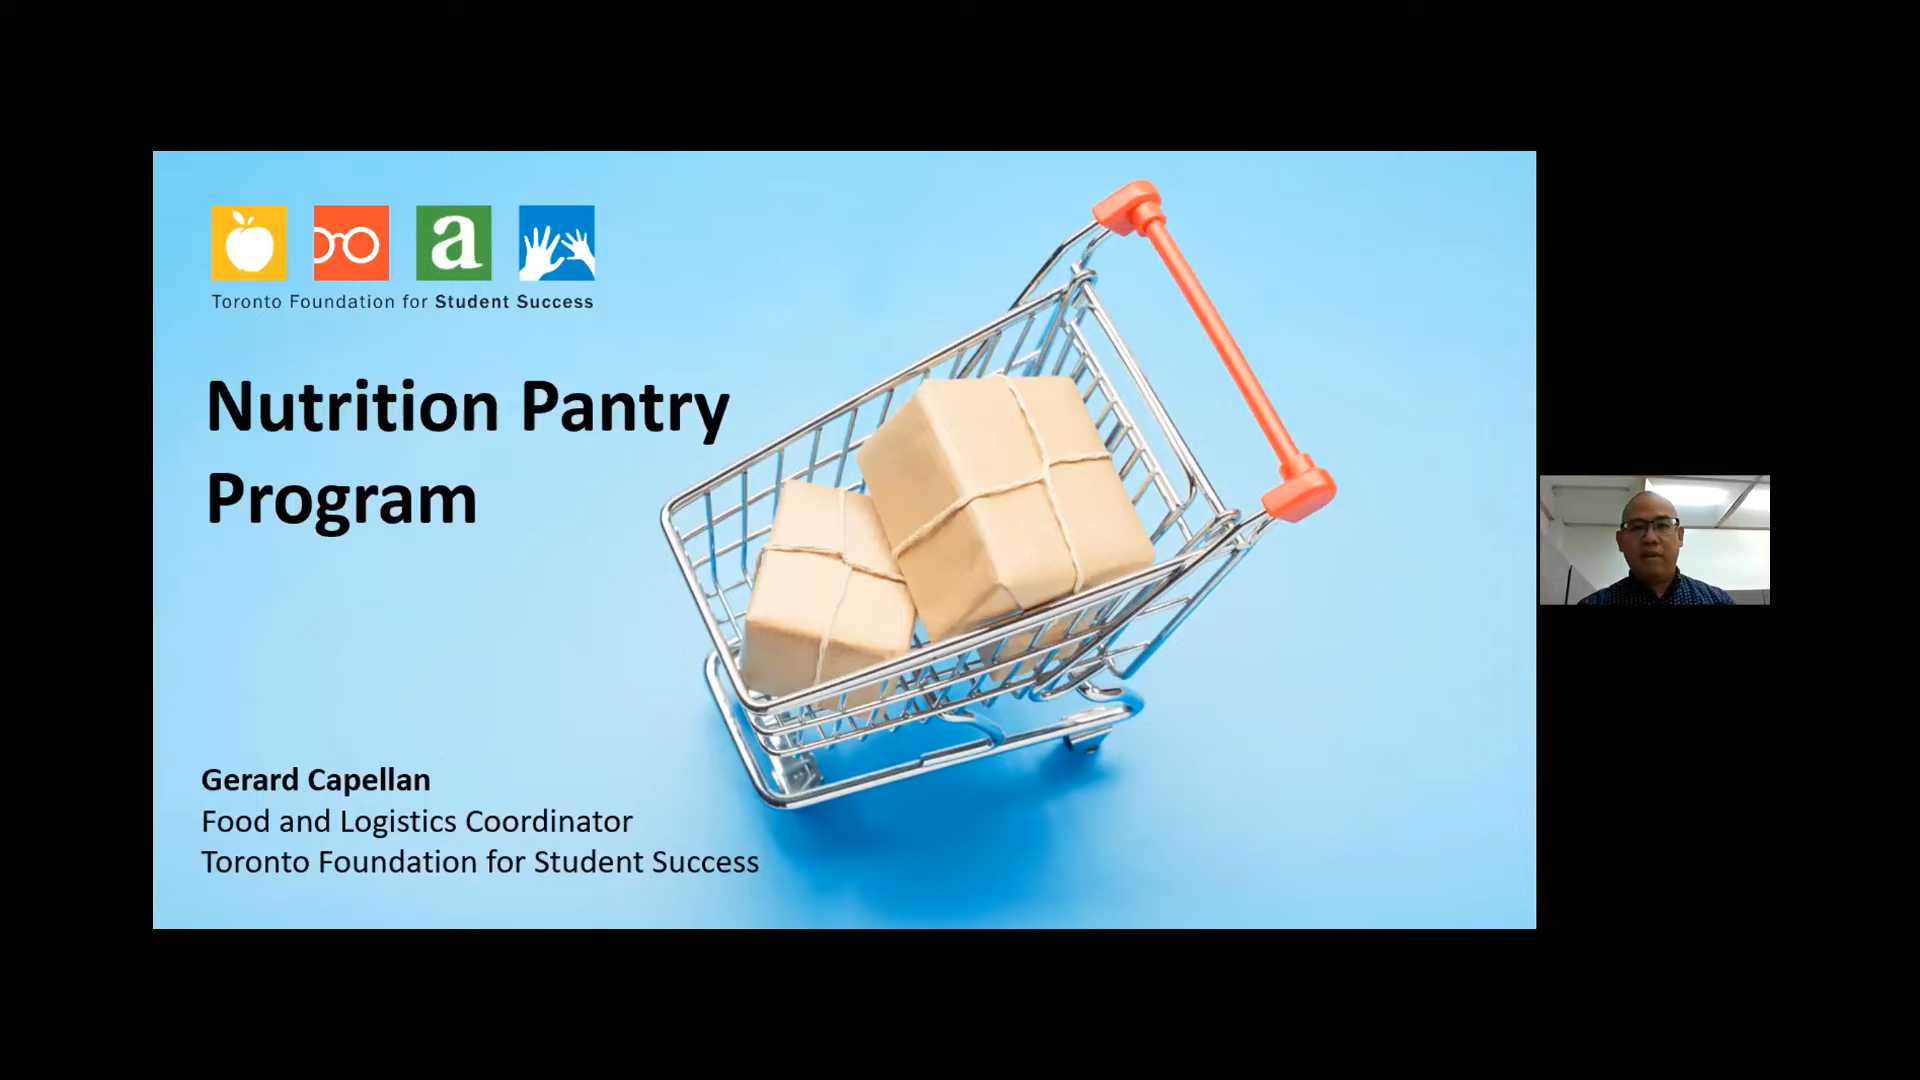 a
Toronto Foundation for Student Success
Nutrition Pantry
Program
Gerard Capellan
Food and Logistics Coordinator
Toronto Foundation for Student Success